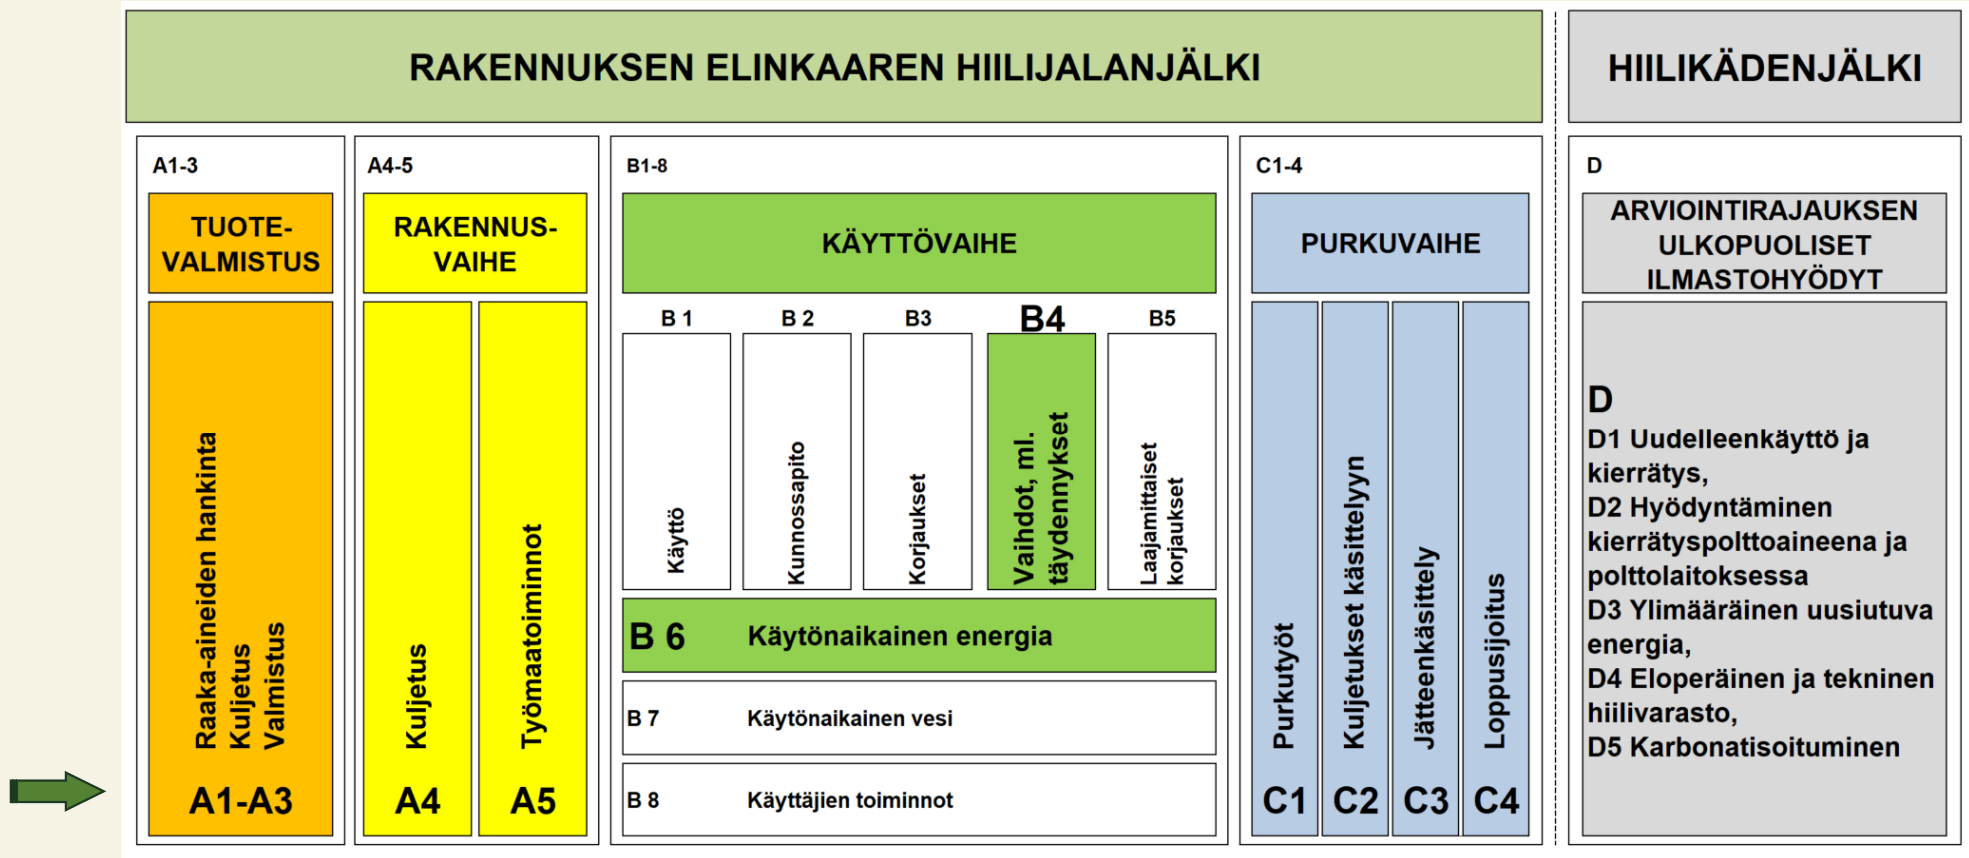 RAKENNUKSEN ELINKAAREN HIILIJALANJÄLKI
HIILIKÄDENJÄLKI
A1-3
TUOTE-
VALMISTUS
Raaka-aineiden hankinta
Kuljetus
Valmistus
A1-A3
A4-5
RAKENNUS-
VAIHE
Kuljetus
A4
Työmaatoiminnot
A5
B1-8
KÄYTTÖVAIHE
B 1
Käyttö
B 2
Kunnossapito
B3
Korjaukset
B4
Vaihdot, ml.
täydennykset
B5
Laajamittaiset
korjaukset
B 6 Käytönaikainen energia
B 7 Käytönaikainen vesi
B 8 Käyttäjien toiminnot
C1-4
PURKUVAIHE
Purkutyöt
C1
Kuljetukset käsittelyyn
C2
Jätteenkäsittely
C3
Loppusijoitus
C4
D
ARVIOINTIRAJAUKSEN
ULKOPUOLISET
ILMASTOHYÖDYT
D
D1 Uudelleenkäyttö ja
kierrätys,
D2 Hyödyntäminen
kierrätyspolttoaineena ja
polttolaitoksessa
D3 Ylimääräinen uusiutuva
energia,
D4 Eloperäinen ja tekninen
hiilivarasto,
D5 Karbonatisoituminen